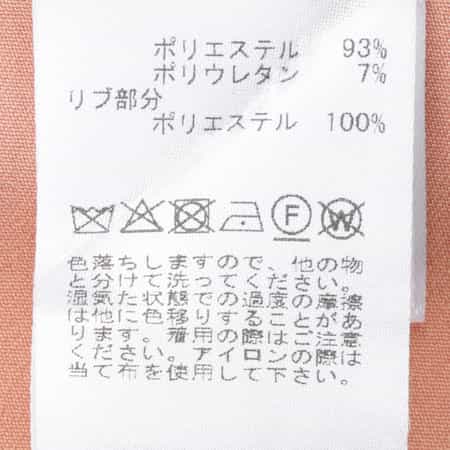 ポリエステル 93%
ポリウレタン 7%
リブ部分
ポリエステル 100%
F W
色落ちしますので、他の物
と分けて洗ってください。
湿気た状態での過度の摩擦
は他に色移りすることがあ
ります。着用の際はご注意
ください。アイロンの際は
当て布を使用して下さい。